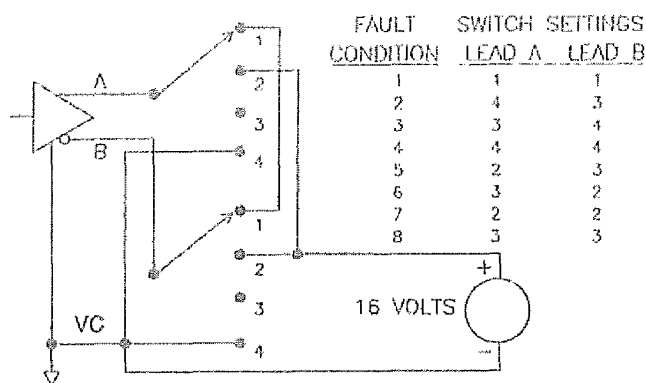 FAULT SWITCH SETTINGS
CONDITION LEAD A LEAD B
1 1 1
2 4 3
3 3 4
4 4 4
5 2 3
6 3 2
7 2 2
8 3 3
A
B
VC
1
2
3
4
1
2
3
4
+
16 VOLTS
-